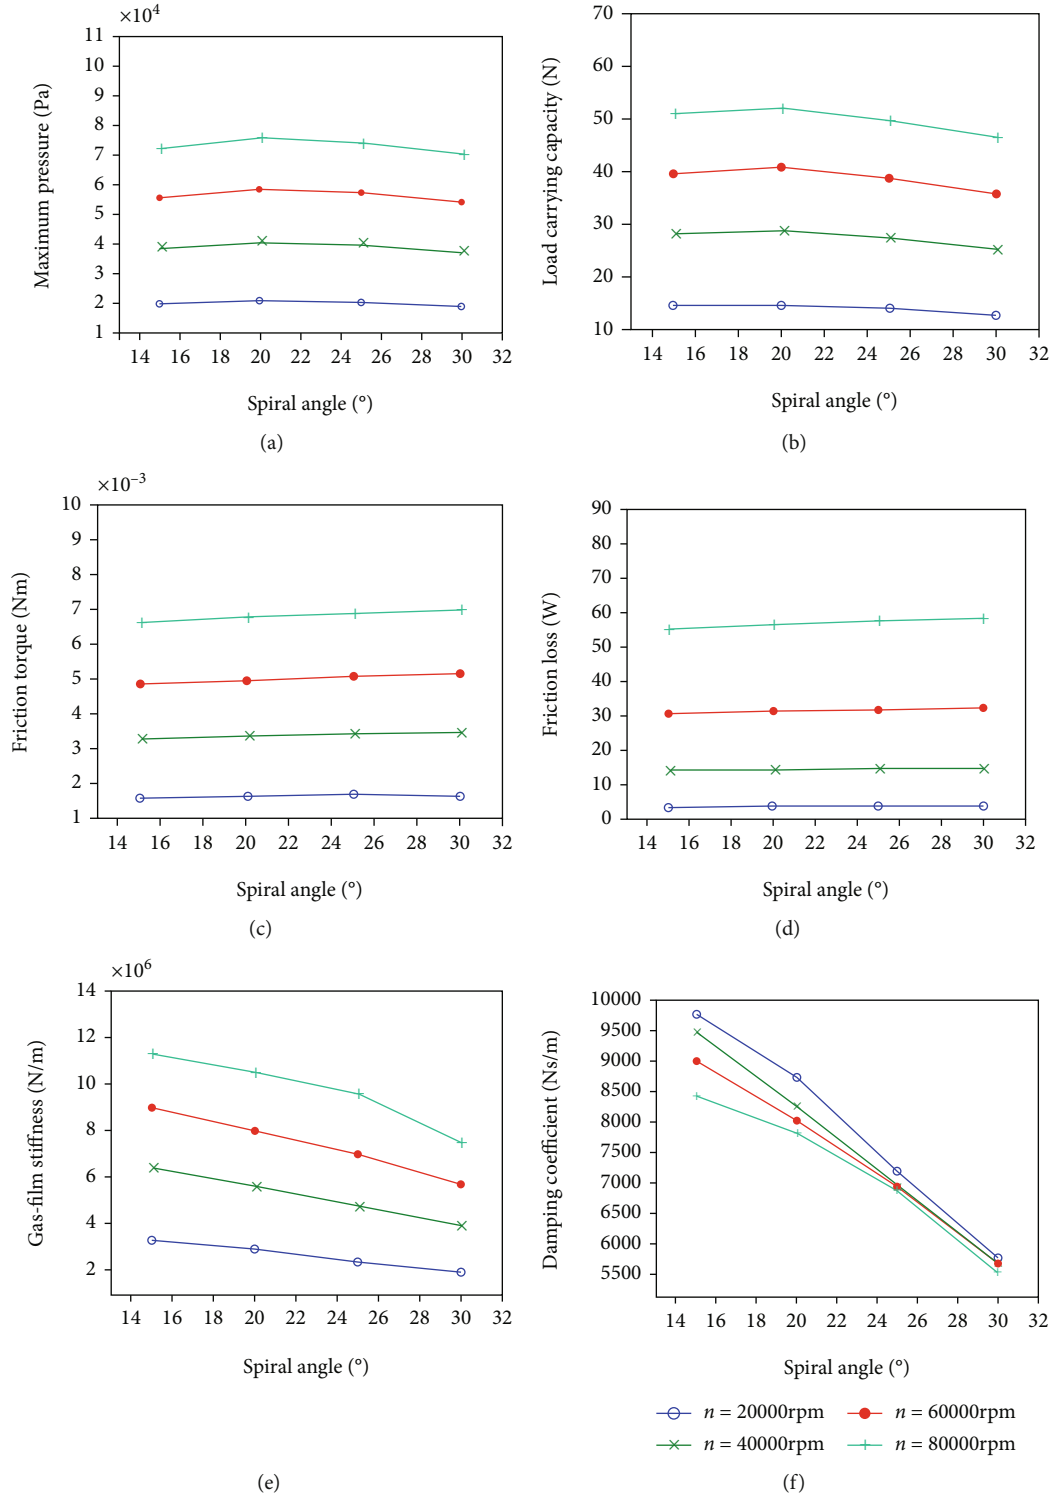 ×10⁴
11
10
9
8
7
6
5
4
3
2
1
Maximum pressure (Pa)
14 16 18 20 22 24 26 28 30 32
Spiral angle (°)
(a)
70
60
50
40
30
20
10
Load carrying capacity (N)
14 16 18 20 22 24 26 28 30 32
Spiral angle (°)
(b)
×10⁻³
10
9
8
7
6
5
4
3
2
1
Friction torque (Nm)
14 16 18 20 22 24 26 28 30 32
Spiral angle (°)
(c)
90
80
70
60
50
40
30
20
10
0
Friction loss (W)
14 16 18 20 22 24 26 28 30 32
Spiral angle (°)
(d)
×10⁶
14
12
10
8
6
4
2
Gas-film stiffness (N/m)
14 16 18 20 22 24 26 28 30 32
Spiral angle (°)
(e)
10000
9500
9000
8500
8000
7500
7000
6500
6000
5500
Damping coefficient (Ns/m)
14 16 18 20 22 24 26 28 30 32
Spiral angle (°)
n = 20000rpm
n = 60000rpm
n = 40000rpm
n = 80000rpm
(f)